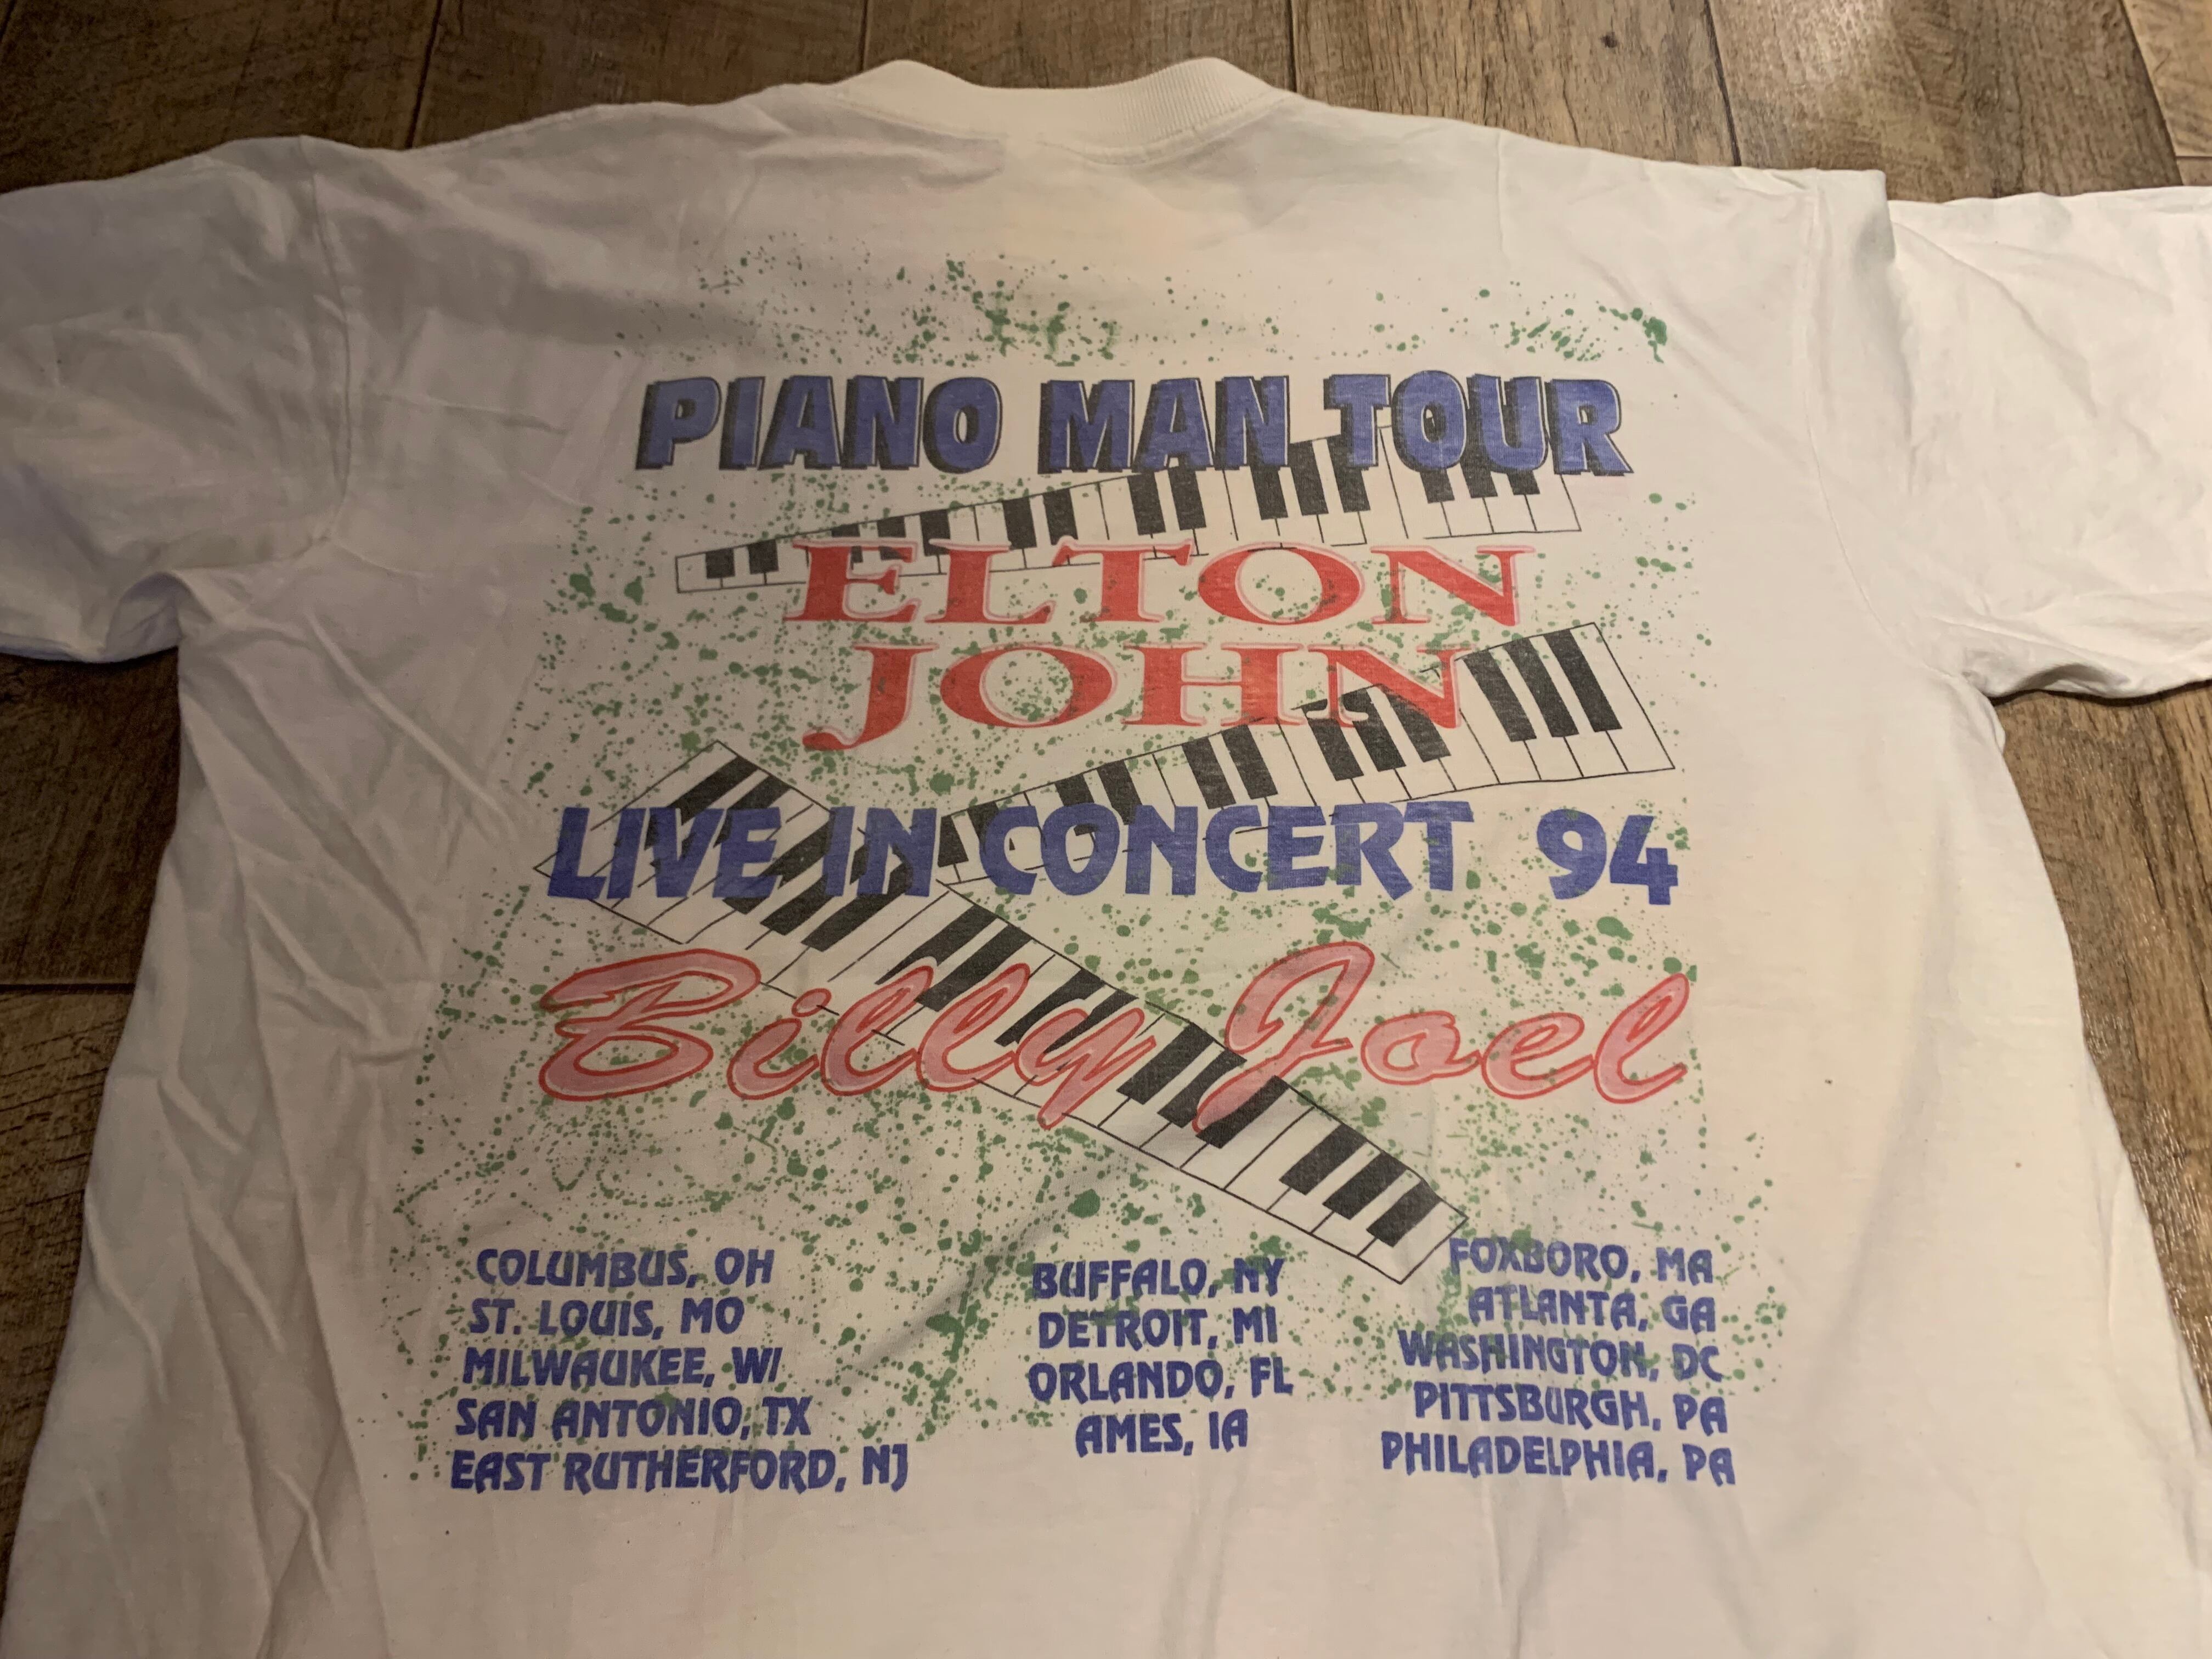 PIANO MAN TOUR
ELTON
JOHN
LIVE IN CONCERT 94
Billy Joel
COLUMBUS, OH
ST. LOUIS, MO
MILWAUKEE, WI
SAN ANTONIO, TX
EAST RUTHERFORD, NJ
BUFFALO, NY
DETROIT, MI
ORLANDO, FL
AMES, IA
FOXBORO, MA
ATLANTA, GA
WASHINGTON, DC
PITTSBURGH, PA
PHILADELPHIA, PA